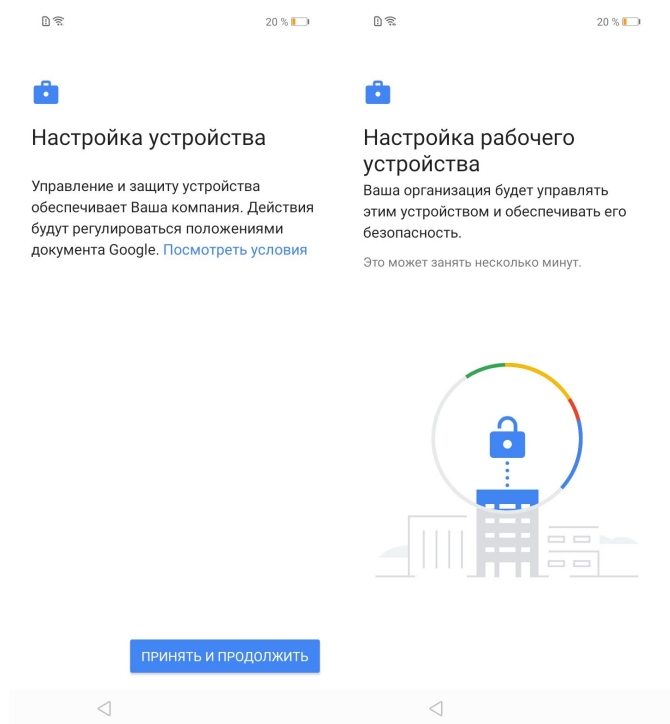 20 %
Настройка устройства
Управление и защиту устройства
обеспечивает Ваша компания. Действия
будут регулироваться положениями
документа Google. Посмотреть условия
ПРИНЯТЬ И ПРОДОЛЖИТЬ
20 %
Настройка рабочего
устройства
Ваша организация будет управлять
этим устройством и обеспечивать его
безопасность.
Это может занять несколько минут.